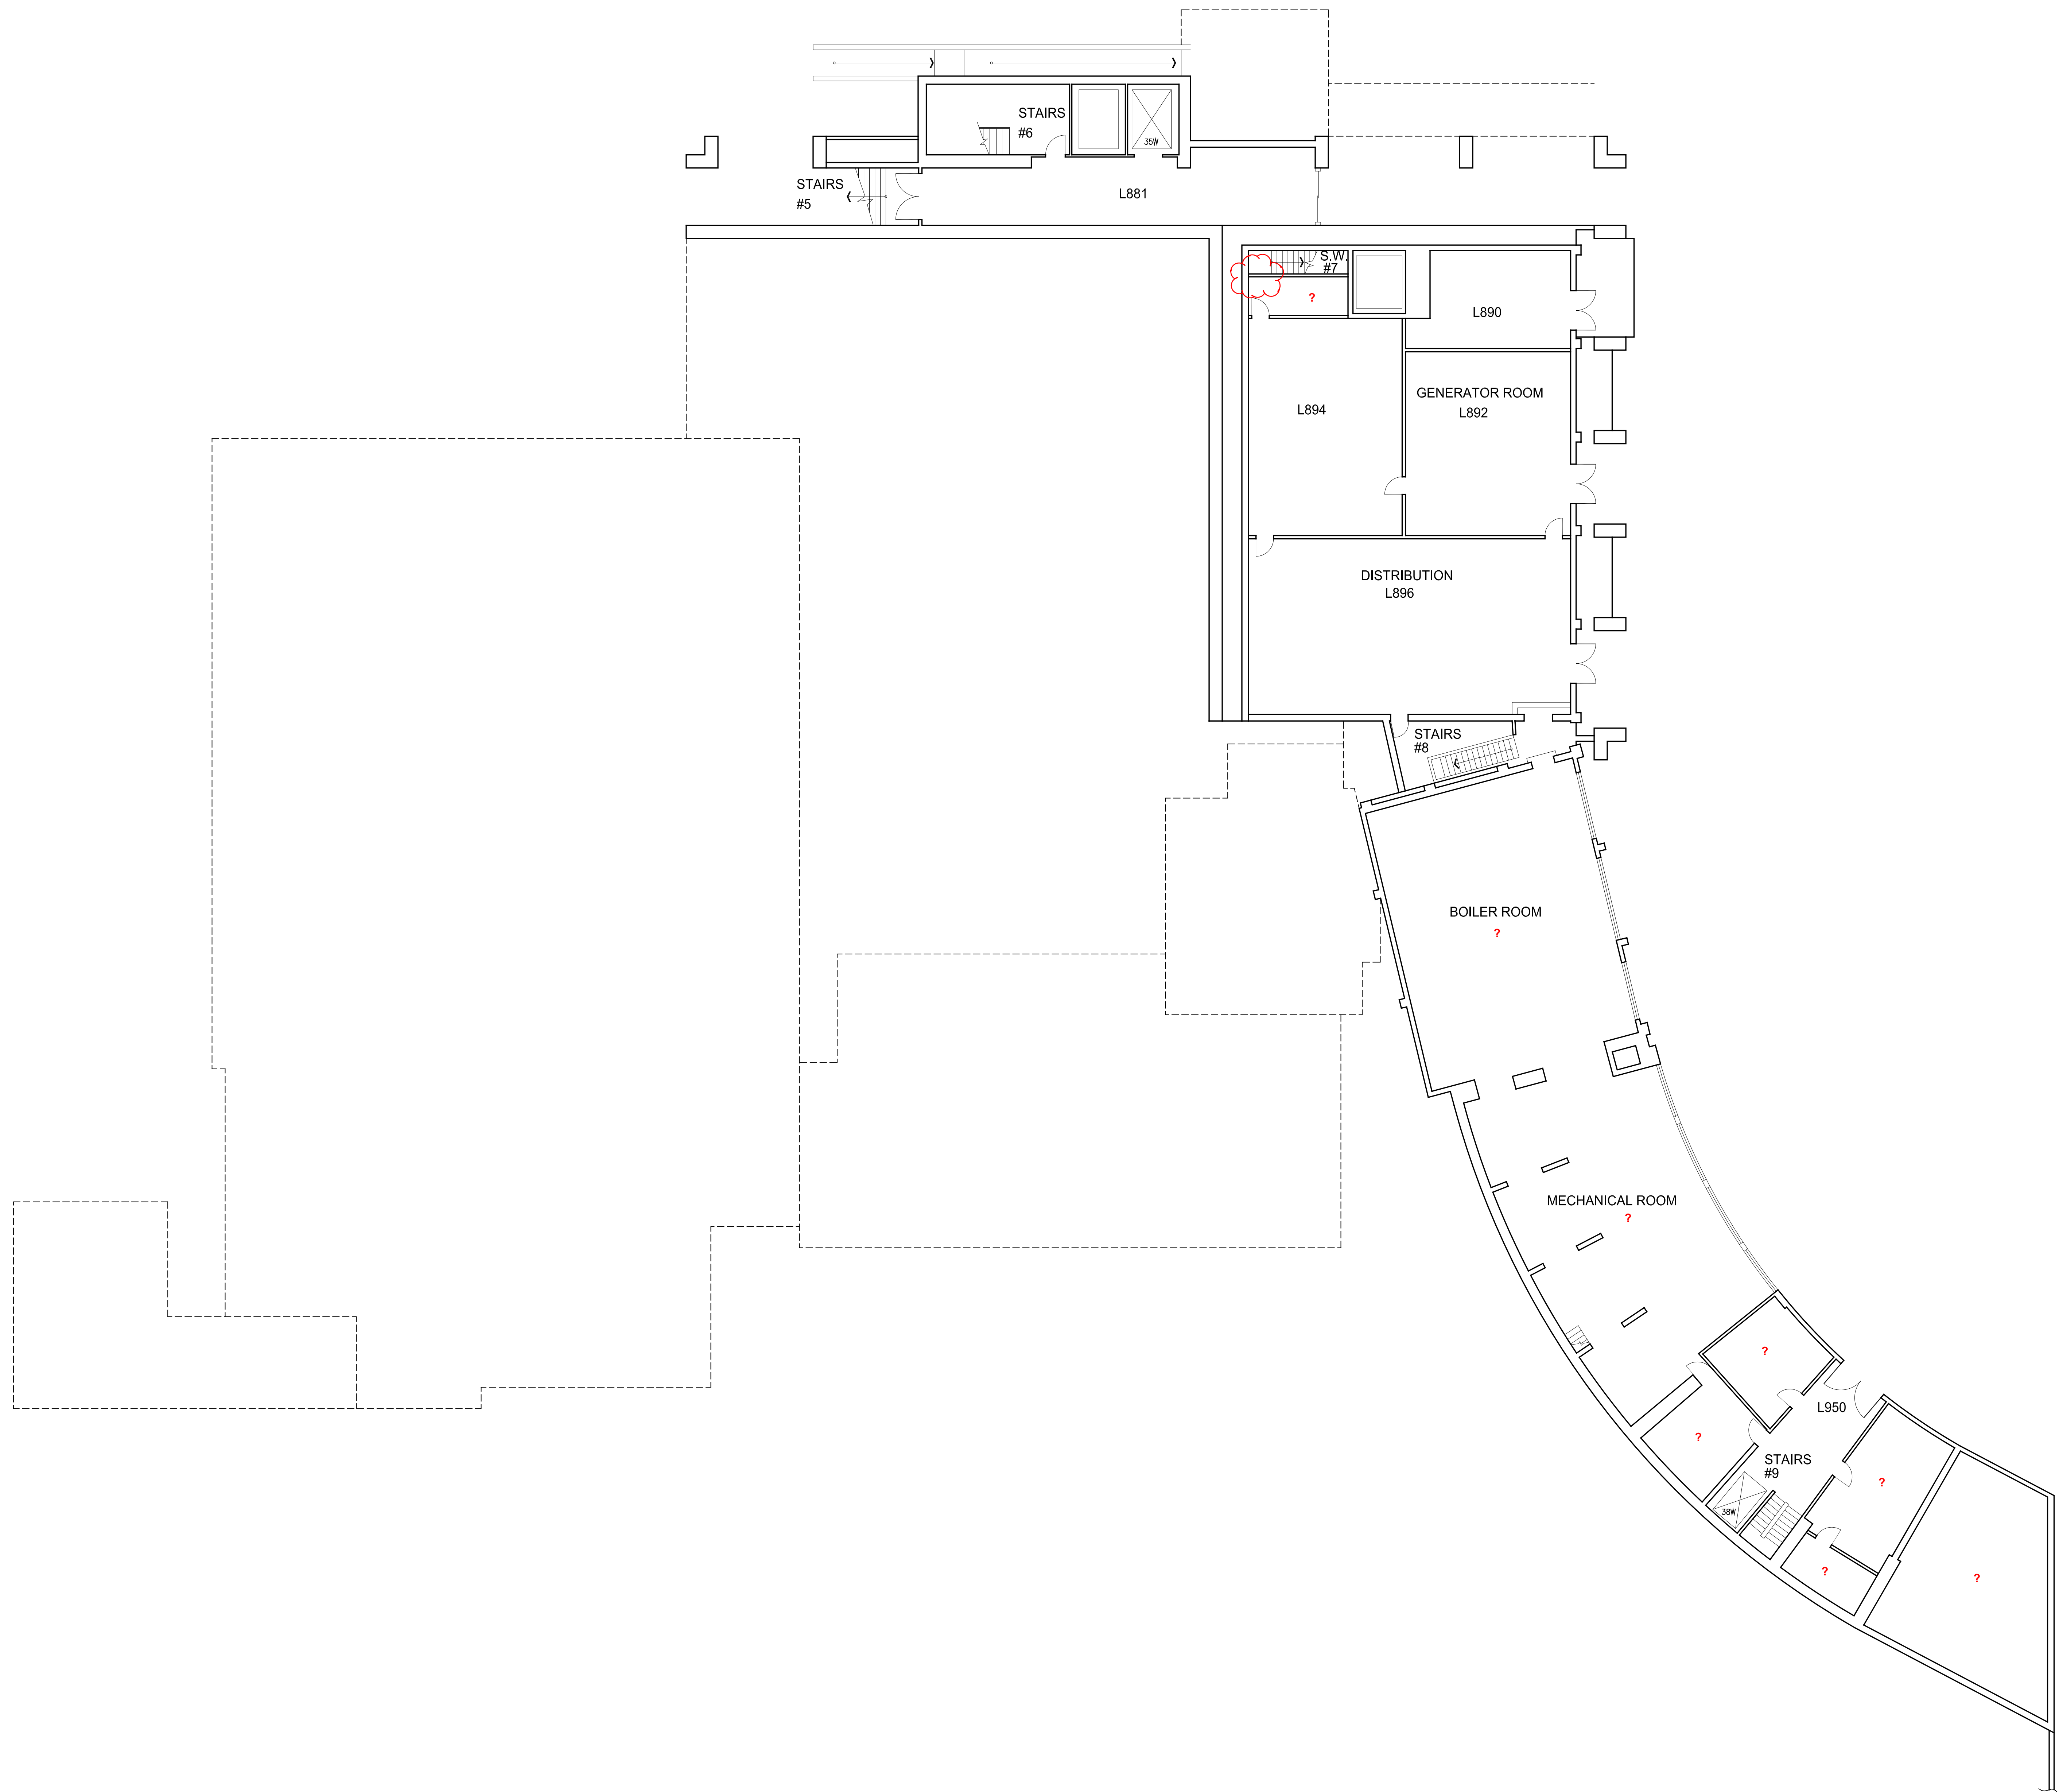 STAIRS
#6
35W
STAIRS
#5
L881
S.W.
#7
?
L890
GENERATOR ROOM
L892
L894
DISTRIBUTION
L896
STAIRS
#8
BOILER ROOM
?
MECHANICAL ROOM
?
?
L950
?
STAIRS
#9
?
38W
?
?